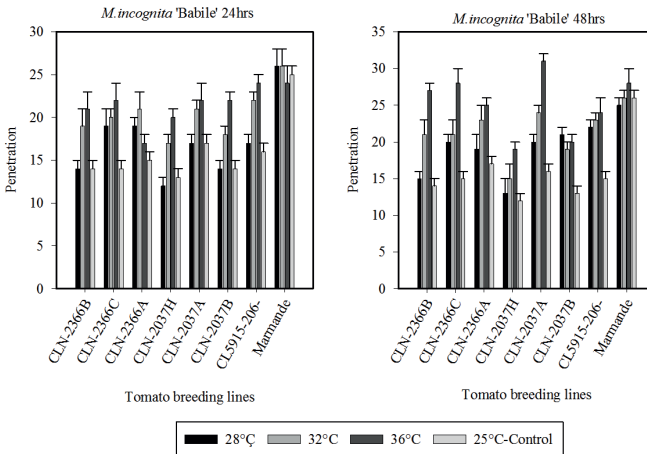 M.incognita 'Babile' 24hrs
30
25
20
15
10
5
0
Penetration
CLN-2366B
CLN-2366C
CLN-2366A
CLN-2037H
CLN-2037A
CLN-2037B
CL5915-206-
Marmande
Tomato breeding lines
M.incognita 'Babile' 48hrs
35
30
25
20
15
10
5
0
Penetration
CLN-2366B
CLN-2366C
CLN-2366A
CLN-2037H
CLN-2037A
CLN-2037B
CL5915-206-
Marmande
Tomato breeding lines
28°Ç
32°C
36°C
25°C-Control